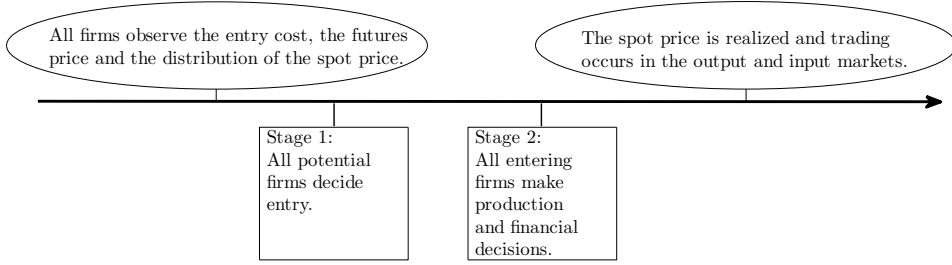 All firms observe the entry cost, the futures
price and the distribution of the spot price.
The spot price is realized and trading
occurs in the output and input markets.
Stage 1:
All potential
firms decide
entry.
Stage 2:
All entering
firms make
production
and financial
decisions.